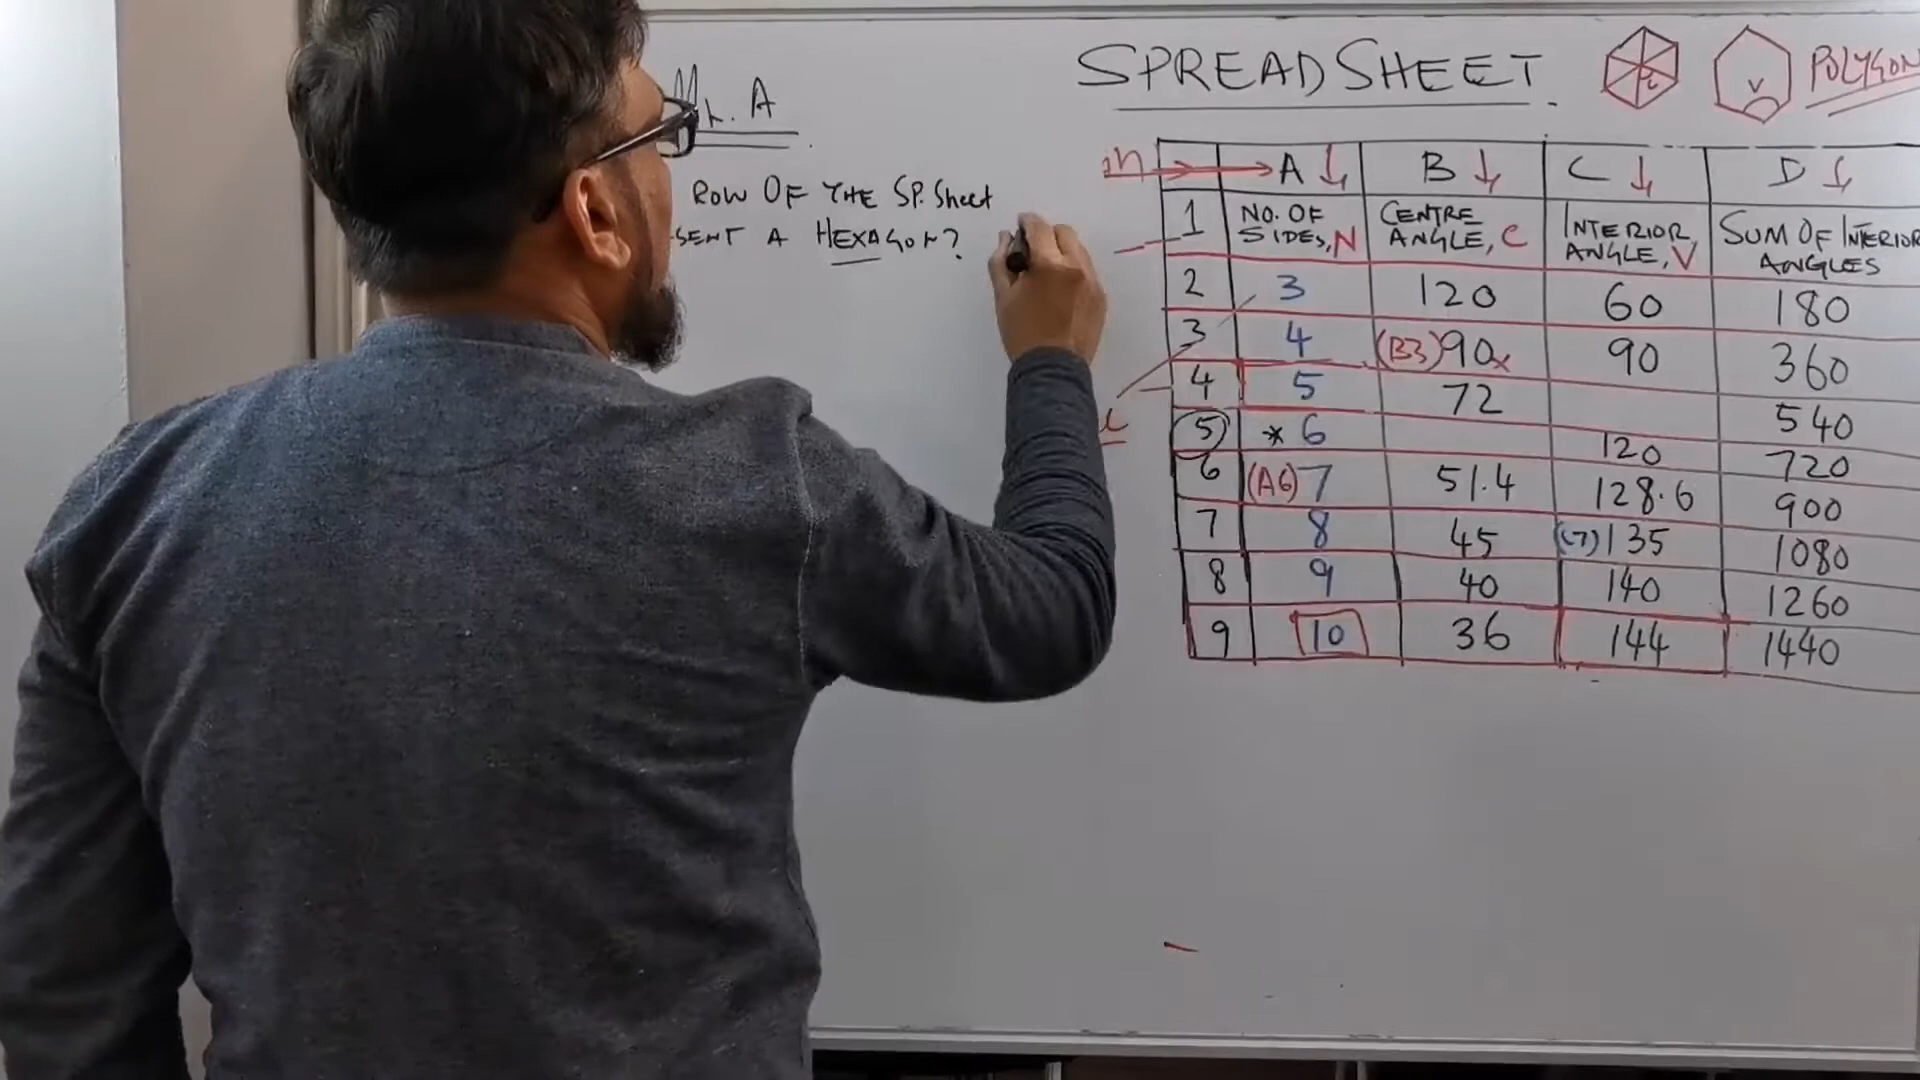 Mr. A
ROW OF THE SP. Sheet
SENT A HEXAGON?
SPREADSHEET
C
V
POLYGON
A B C D
1 NO. OF SIDES, N CENTRE ANGLE, C INTERIOR ANGLE, V SUM OF INTERIOR ANGLES
2 3 120 60 180
3 4 (B3) 90 90 360
4 5 72 540
5 * 6 120 720
6 (A6) 7 51.4 128.6 900
7 8 45 (C7) 135 1080
8 9 40 140 1260
9 10 36 144 1440